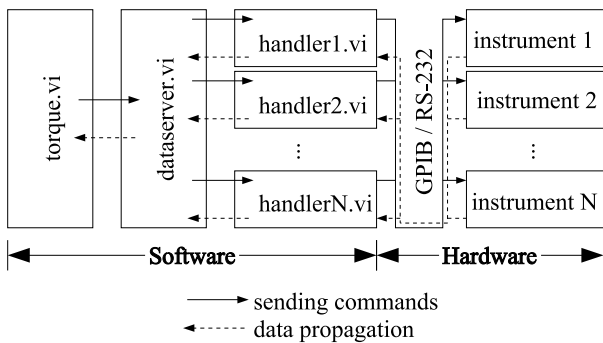 torque.vi
dataserver.vi
handler1.vi
handler2.vi
...
handlerN.vi
GPIB / RS-232
instrument 1
instrument 2
...
instrument N
Software
Hardware
sending commands
data propagation